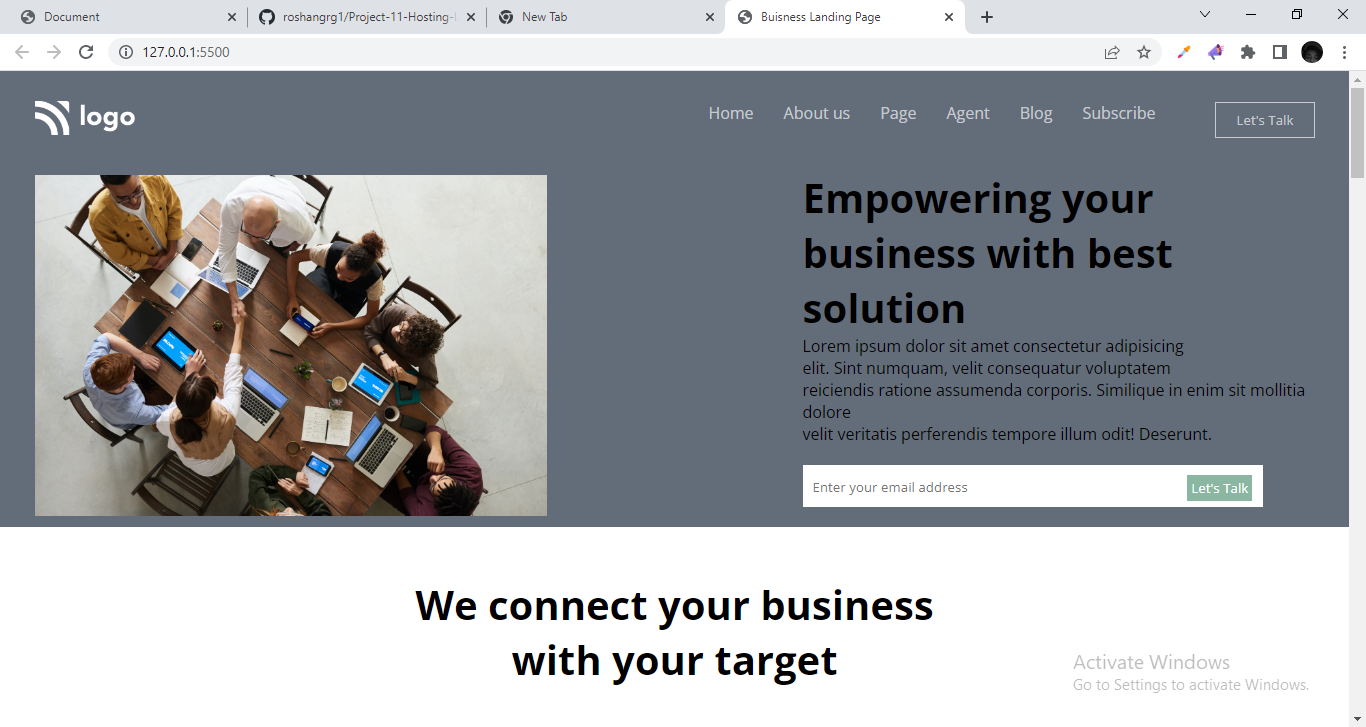 Document
roshangrg1/Project-11-Hosting-
New Tab
Buisness Landing Page
127.0.0.1:5500
logo
Home
About us
Page
Agent
Blog
Subscribe
Let's Talk
Empowering your
business with best
solution
Lorem ipsum dolor sit amet consectetur adipisicing
elit. Sint numquam, velit consequatur voluptatem
reiciendis ratione assumenda corporis. Similique in enim sit mollitia
dolore
velit veritatis perferendis tempore illum odit! Deserunt.
Enter your email address
Let's Talk
We connect your business
with your target
Activate Windows
Go to Settings to activate Windows.